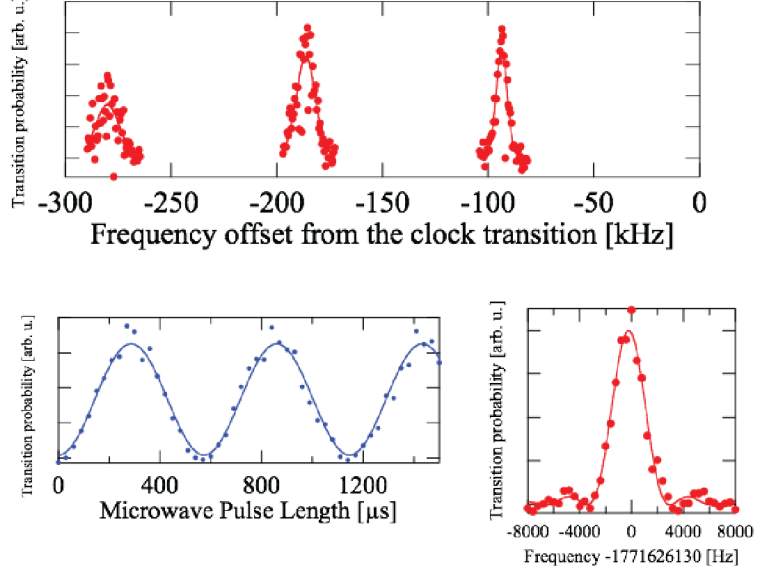 Transition probability [arb. u.]
-300 -250 -200 -150 -100 -50 0
Frequency offset from the clock transition [kHz]
Transition probability [arb. u.]
0 400 800 1200
Microwave Pulse Length [µs]
Transition probability [arb. u.]
-8000 -4000 0 4000 8000
Frequency -1771626130 [Hz]